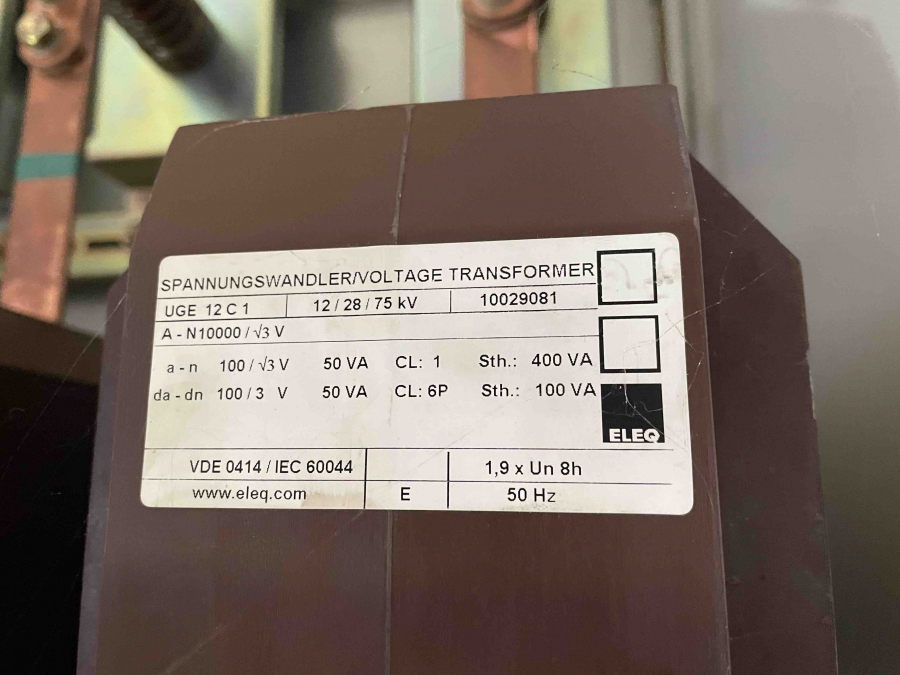 SPANNUNGSWANDLER/VOLTAGE TRANSFORMER
UGE 12 C 1 12 / 28 / 75 kV 10029081
A - N10000 / √3 V
a - n 100 / √3 V 50 VA CL: 1 Sth.: 400 VA
da - dn 100 / 3 V 50 VA CL: 6P Sth.: 100 VA
ELEQ
VDE 0414 / IEC 60044 1,9 x Un 8h
www.eleq.com E 50 Hz